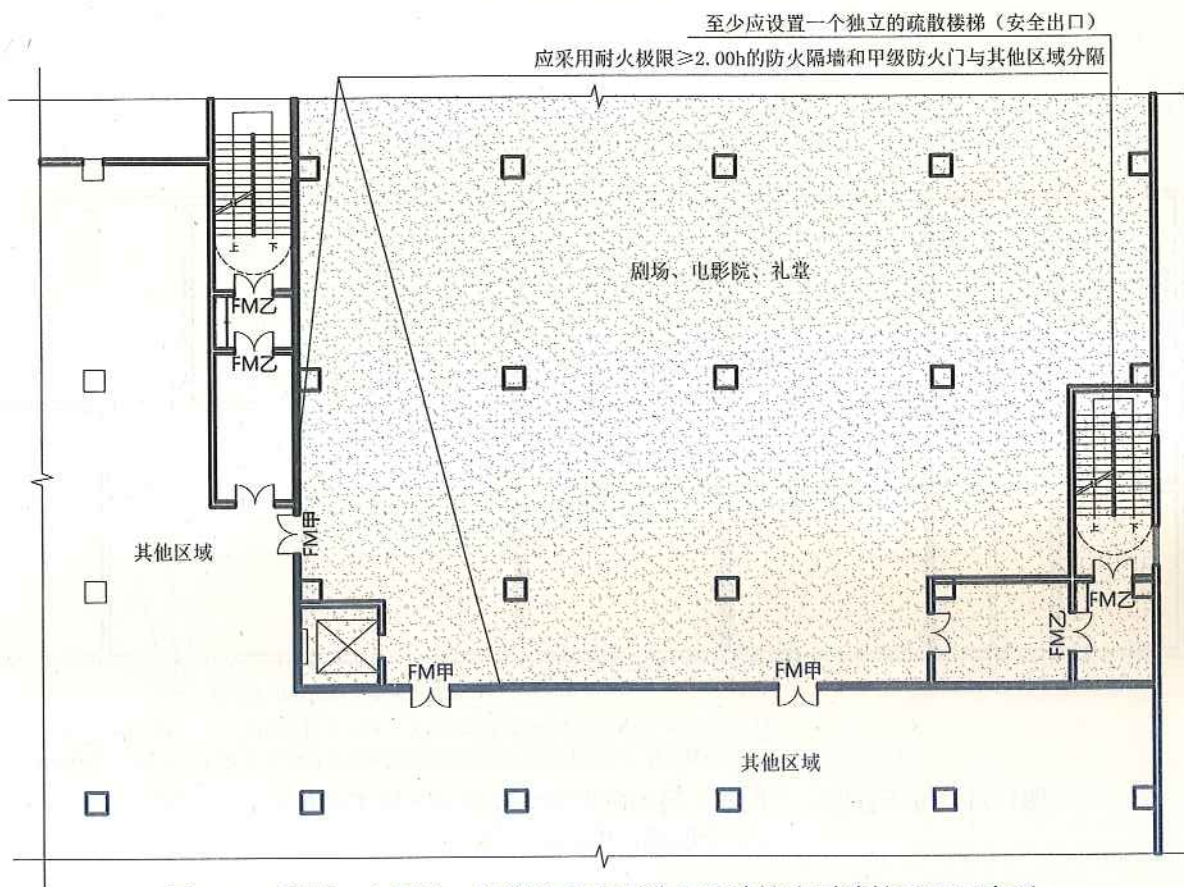 至少应设置一个独立的疏散楼梯（安全出口）
应采用耐火极限≥2.00h的防火隔墙和甲级防火门与其他区域分隔
上 下
FM乙
FM乙
剧场、电影院、礼堂
FM甲
其他区域
上 下
FM乙
FM乙
FM甲
FM甲
其他区域